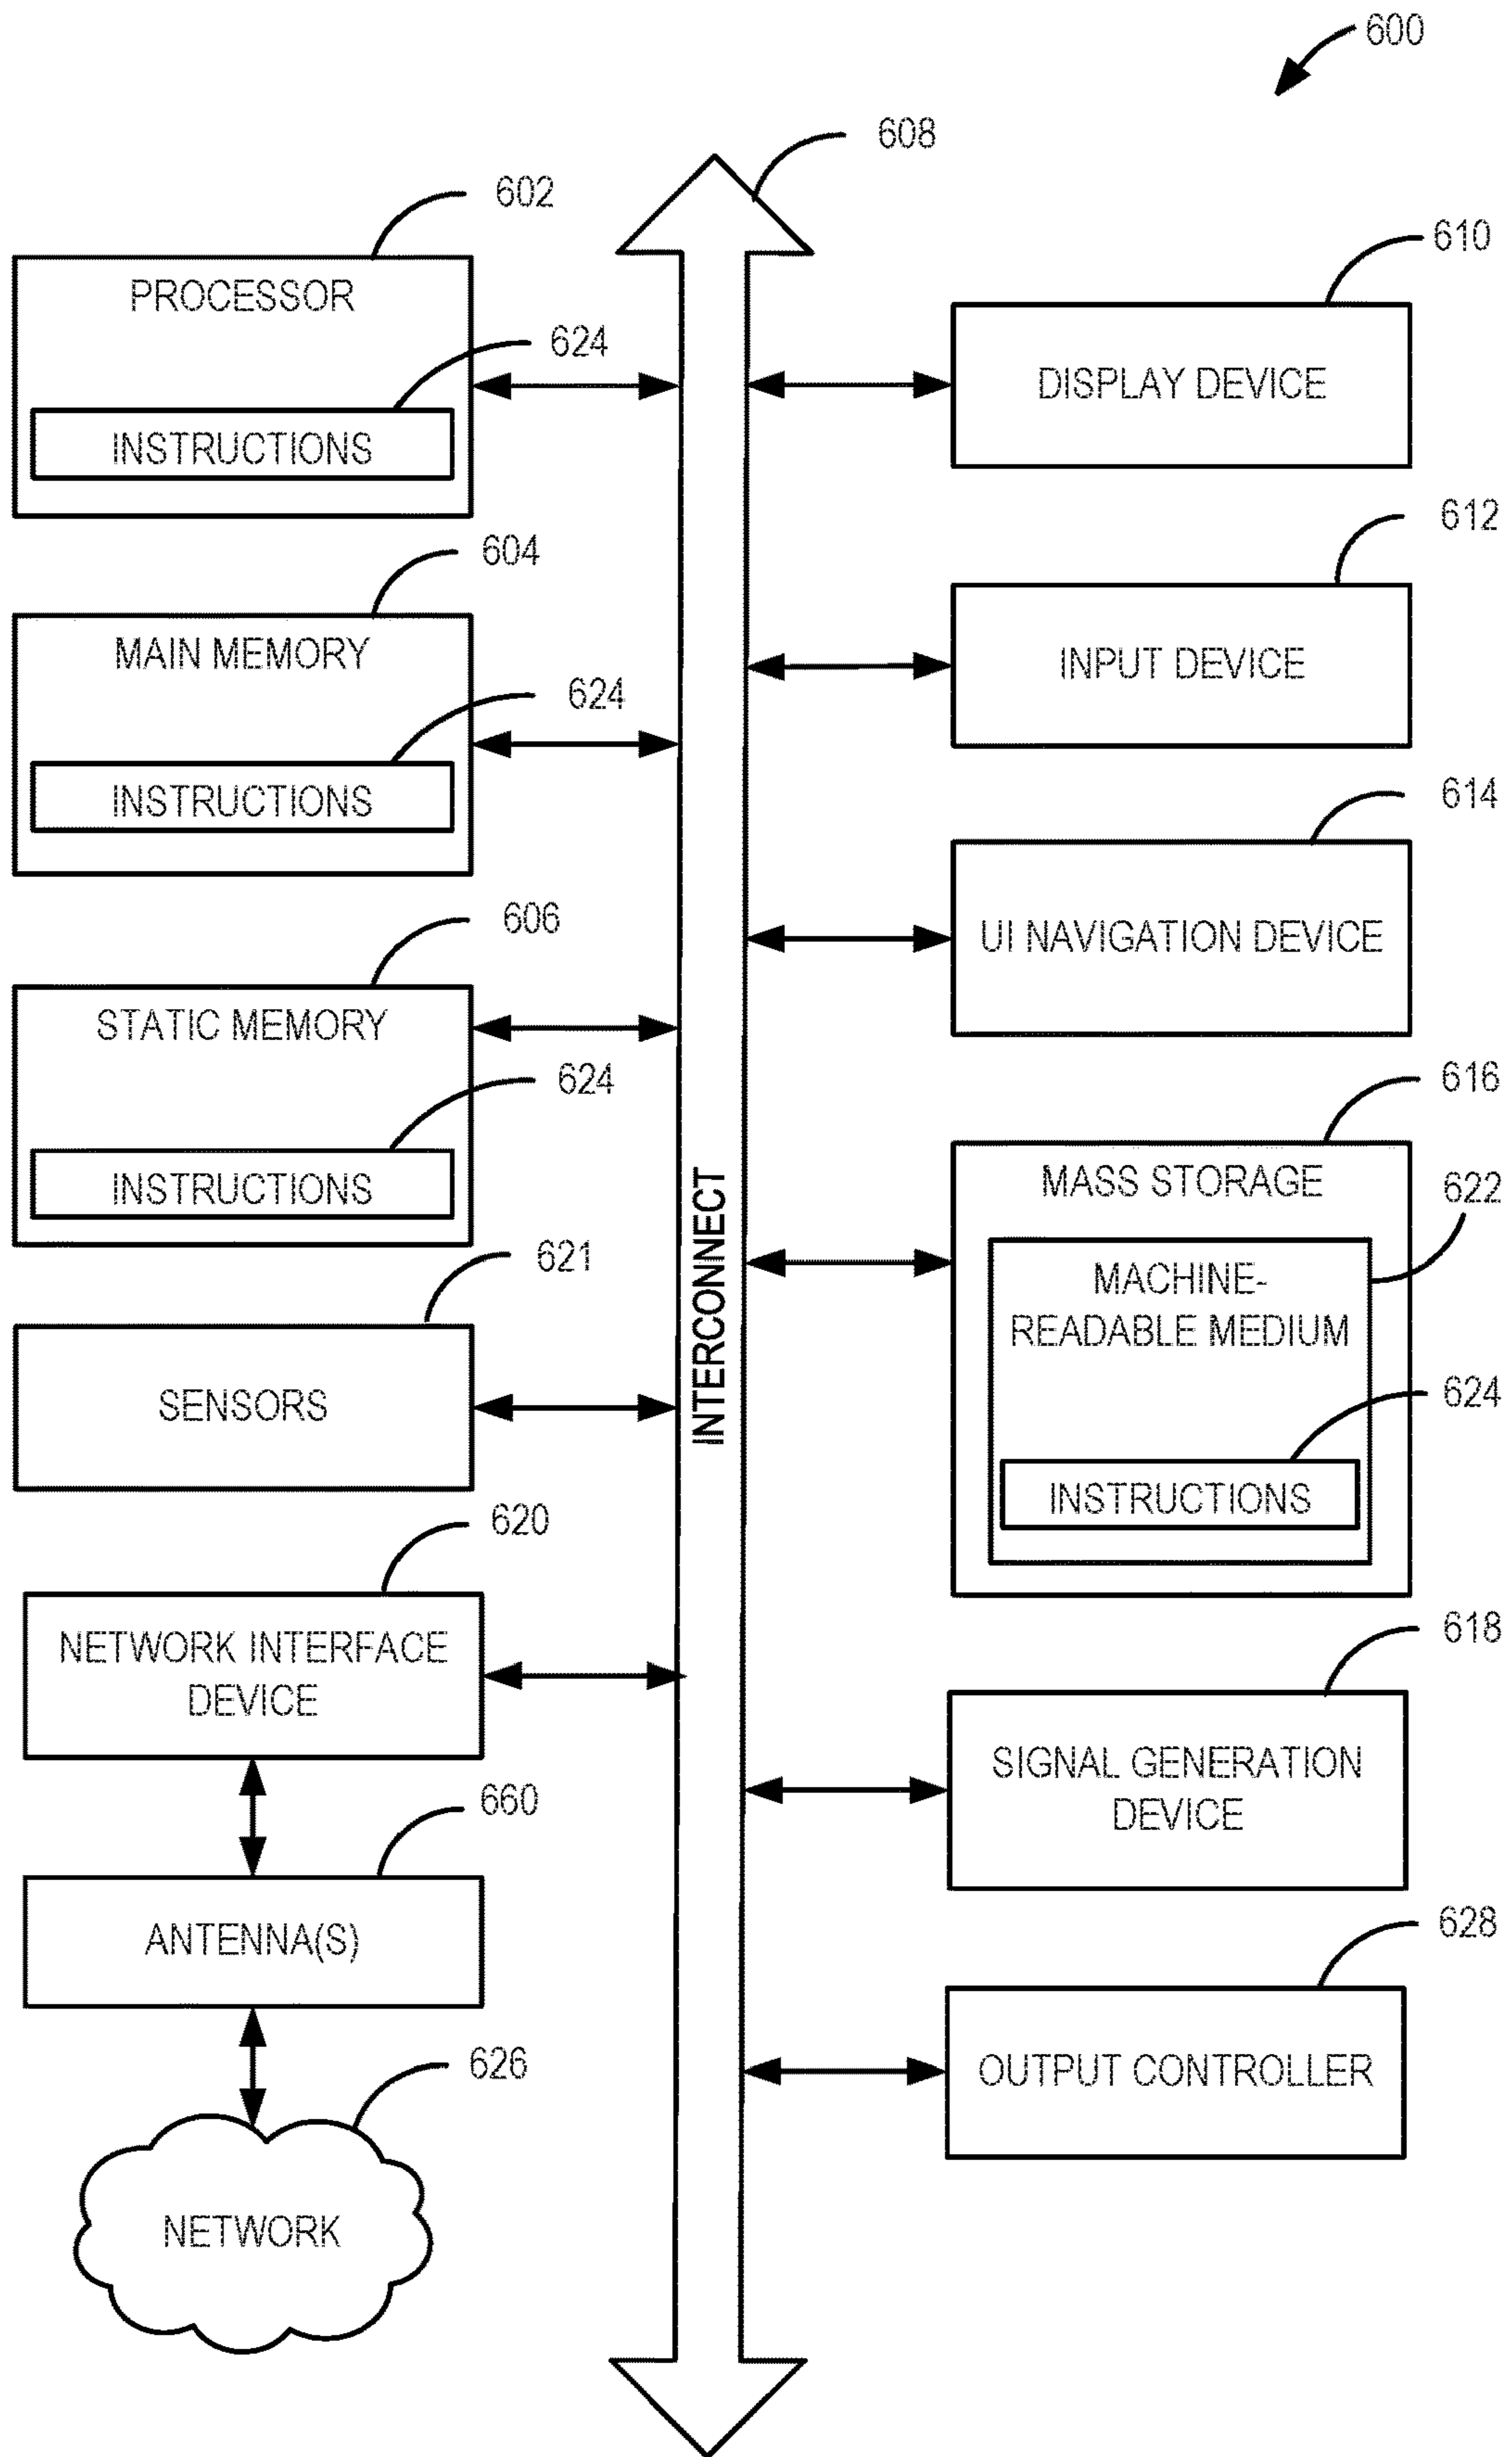 600
608
602
PROCESSOR
624
INSTRUCTIONS
604
MAIN MEMORY
624
INSTRUCTIONS
606
STATIC MEMORY
624
INSTRUCTIONS
621
SENSORS
620
NETWORK INTERFACE
DEVICE
660
ANTENNA(S)
626
NETWORK
INTERCONNECT
610
DISPLAY DEVICE
612
INPUT DEVICE
614
UI NAVIGATION DEVICE
616
MASS STORAGE
622
MACHINE-
READABLE MEDIUM
624
INSTRUCTIONS
618
SIGNAL GENERATION
DEVICE
628
OUTPUT CONTROLLER